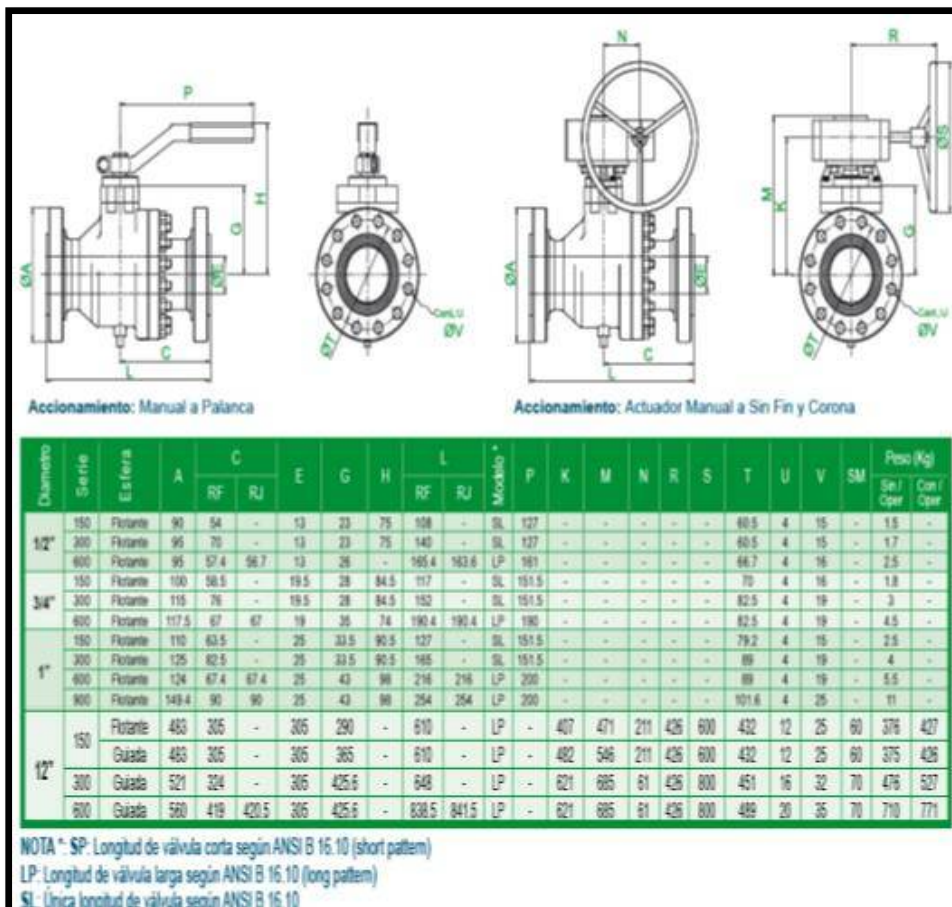 N
R
P
ØS
M
K
H
G
G
ØA
ØE
ØA
ØE
Cant.U
ØV
Cant.U
ØV
ØT
ØT
C
C
L
L
Accionamiento: Manual a Palanca
Accionamiento: Actuador Manual a Sin Fin y Corona
Diametro Serie Esfera A C E G H L Modelo * P K M N R S T U V SM Peso (Kg)
RF RJ RF RJ Sin / Oper Con / Oper
1/2" 150 Flotante 90 54 - 13 23 75 108 - SL 127 - - - - - 60.5 4 15 - 1.5 -
300 Flotante 95 70 - 13 23 75 140 - SL 127 - - - - - 60.5 4 15 - 1.7 -
600 Flotante 95 57.4 56.7 13 26 - 165.4 163.6 LP 161 - - - - - 66.7 4 16 - 2.5 -
3/4" 150 Flotante 100 58.5 - 19.5 28 84.5 117 - SL 151.5 - - - - - 70 4 16 - 1.8 -
300 Flotante 115 76 - 19.5 28 84.5 152 - SL 151.5 - - - - - 82.5 4 19 - 3 -
600 Flotante 117.5 67 67 19 35 74 190.4 190.4 LP 190 - - - - - 82.5 4 19 - 4.5 -
1" 150 Flotante 110 63.5 - 25 33.5 90.5 127 - SL 151.5 - - - - - 79.2 4 15 - 2.5 -
300 Flotante 125 82.5 - 25 33.5 90.5 165 - SL 151.5 - - - - - 89 4 19 - 4 -
600 Flotante 124 67.4 67.4 25 43 98 216 216 LP 200 - - - - - 89 4 19 - 5.5 -
900 Flotante 149.4 90 90 25 43 98 254 254 LP 200 - - - - - 101.6 4 25 - 11 -
12" 150 Flotante 483 305 - 305 290 - 610 - LP - 407 471 211 426 600 432 12 25 60 376 427
Guiada 483 305 - 305 365 - 610 - LP - 482 546 211 426 600 432 12 25 60 375 426
300 Guiada 521 324 - 305 425.6 - 648 - LP - 621 685 61 426 800 451 16 32 70 476 527
600 Guiada 560 419 420.5 305 425.6 - 838.5 841.5 LP - 621 685 61 426 800 489 20 35 70 710 771
NOTA *: SP: Longitud de válvula corta según ANSI B 16.10 (short pattern)
LP: Longitud de válvula larga según ANSI B 16.10 (long pattern)
SL: Única longitud de válvula según ANSI B 16.10